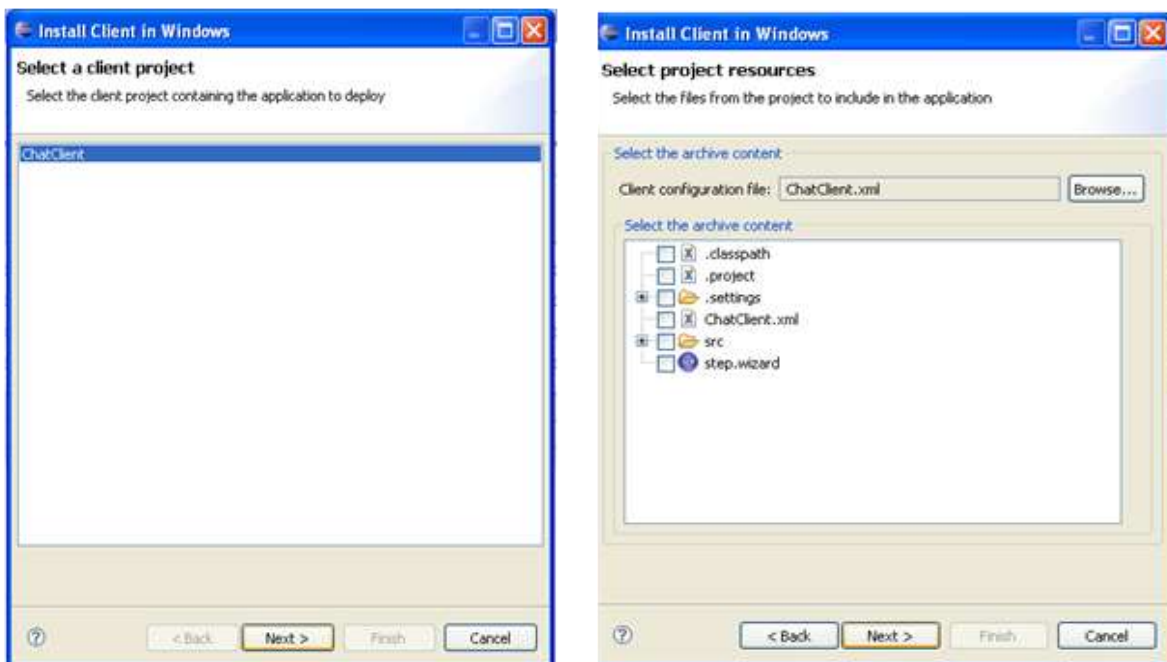 Install Client in Windows
Select a client project
Select the client project containing the application to deploy
ChatClient
< Back Next > Finish Cancel
Install Client in Windows
Select project resources
Select the files from the project to include in the application
Select the archive content
Client configuration file: ChatClient.xml Browse...
Select the archive content
.classpath
.project
.settings
ChatClient.xml
src
step.wizard
< Back Next > Finish Cancel